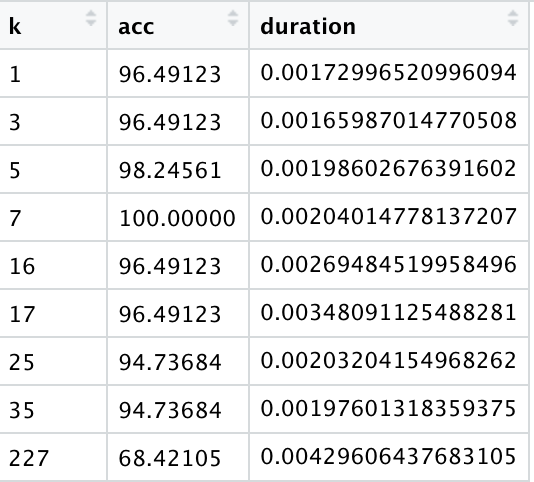 k acc duration
1 96.49123 0.00172996520996094
3 96.49123 0.00165987014770508
5 98.24561 0.00198602676391602
7 100.00000 0.00204014778137207
16 96.49123 0.00269484519958496
17 96.49123 0.00348091125488281
25 94.73684 0.00203204154968262
35 94.73684 0.00197601318359375
227 68.42105 0.00429606437683105